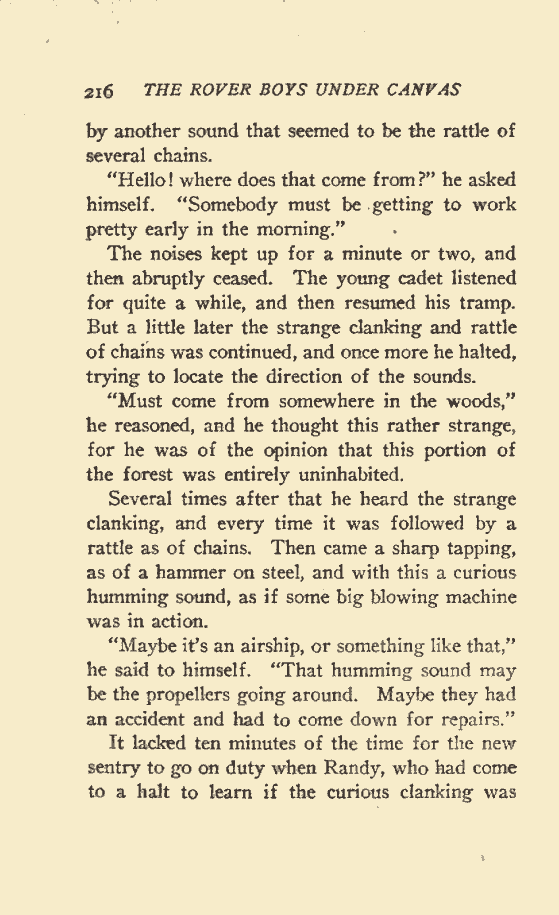 216 THE ROVER BOYS UNDER CANVAS
by another sound that seemed to be the rattle of
several chains.
"Hello! where does that come from?" he asked
himself. "Somebody must be getting to work
pretty early in the morning."
The noises kept up for a minute or two, and
then abruptly ceased. The young cadet listened
for quite a while, and then resumed his tramp.
But a little later the strange clanking and rattle
of chains was continued, and once more he halted,
trying to locate the direction of the sounds.
"Must come from somewhere in the woods,"
he reasoned, and he thought this rather strange,
for he was of the opinion that this portion of
the forest was entirely uninhabited.
Several times after that he heard the strange
clanking, and every time it was followed by a
rattle as of chains. Then came a sharp tapping,
as of a hammer on steel, and with this a curious
humming sound, as if some big blowing machine
was in action.
"Maybe it's an airship, or something like that,"
he said to himself. "That humming sound may
be the propellers going around. Maybe they had
an accident and had to come down for repairs."
It lacked ten minutes of the time for the new
sentry to go on duty when Randy, who had come
to a halt to learn if the curious clanking was